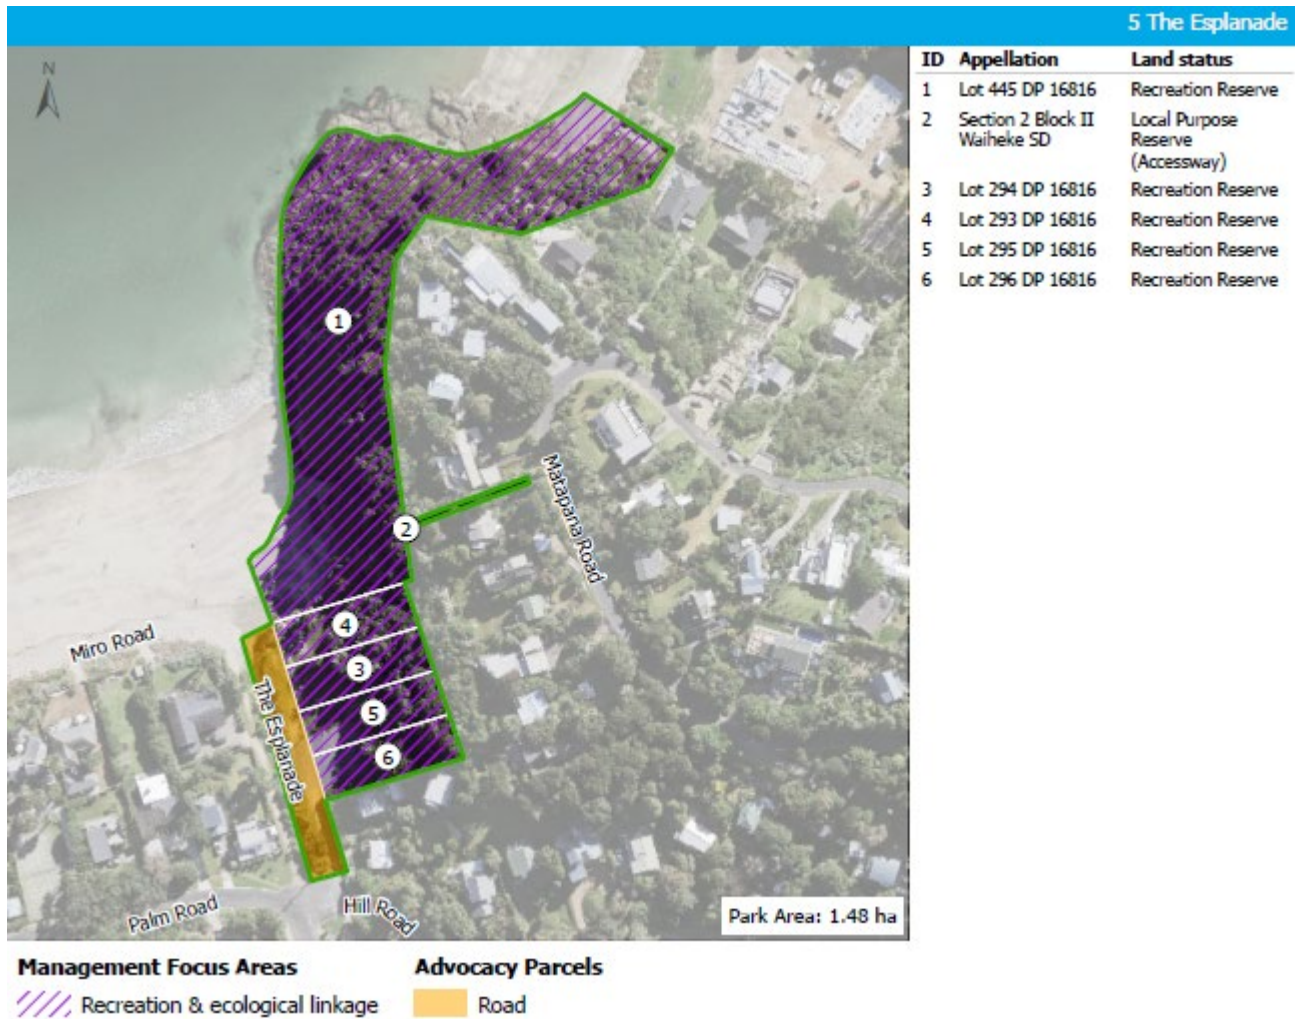 5 The Esplanade
N
ID Appellation Land status
1 Lot 445 DP 16816 Recreation Reserve
2 Section 2 Block II Local Purpose
Waiheke SD Reserve
(Accessway)
3 Lot 294 DP 16816 Recreation Reserve
4 Lot 293 DP 16816 Recreation Reserve
5 Lot 295 DP 16816 Recreation Reserve
6 Lot 296 DP 16816 Recreation Reserve
1
Matapana Road
2
4
Miro Road
3
The Esplanade
5
6
Palm Road
Hill Road
Park Area: 1.48 ha
Management Focus Areas Advocacy Parcels
Recreation & ecological linkage Road